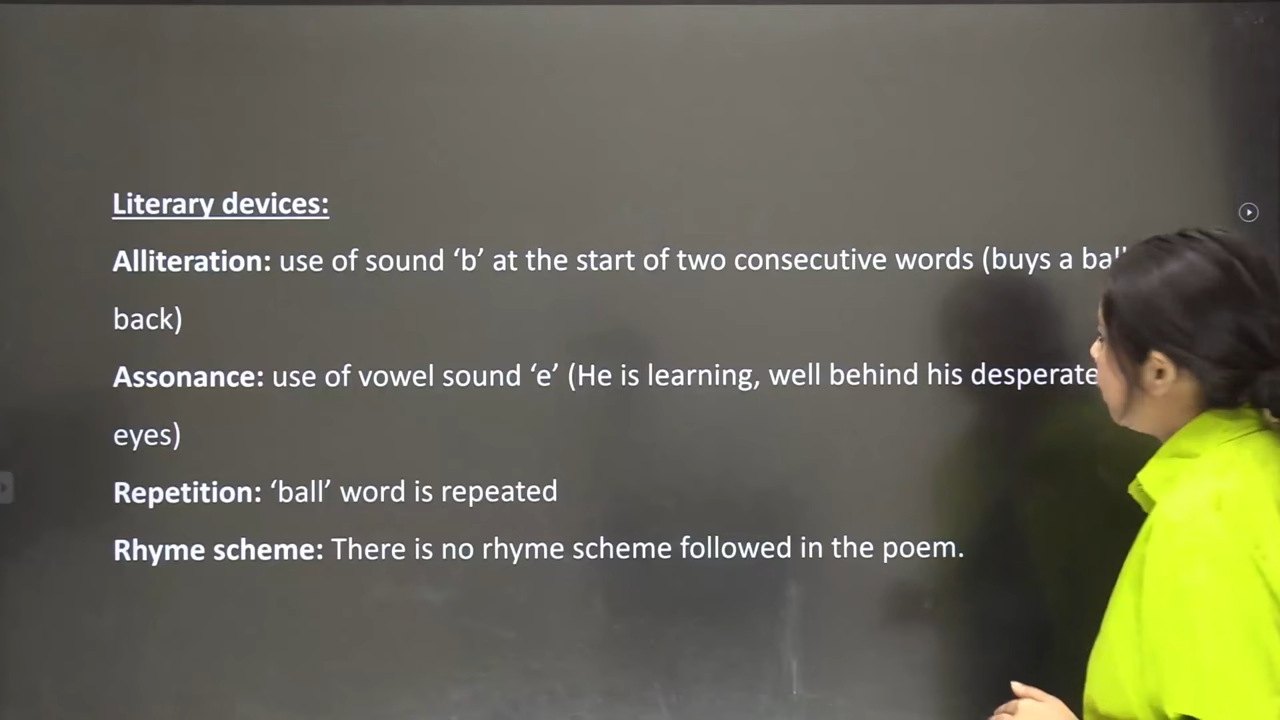 Literary devices:
Alliteration: use of sound ‘b’ at the start of two consecutive words (buys a
back)
Assonance: use of vowel sound ‘e’ (He is learning, well behind his desperate
eyes)
Repetition: ‘ball’ word is repeated
Rhyme scheme: There is no rhyme scheme followed in the poem.